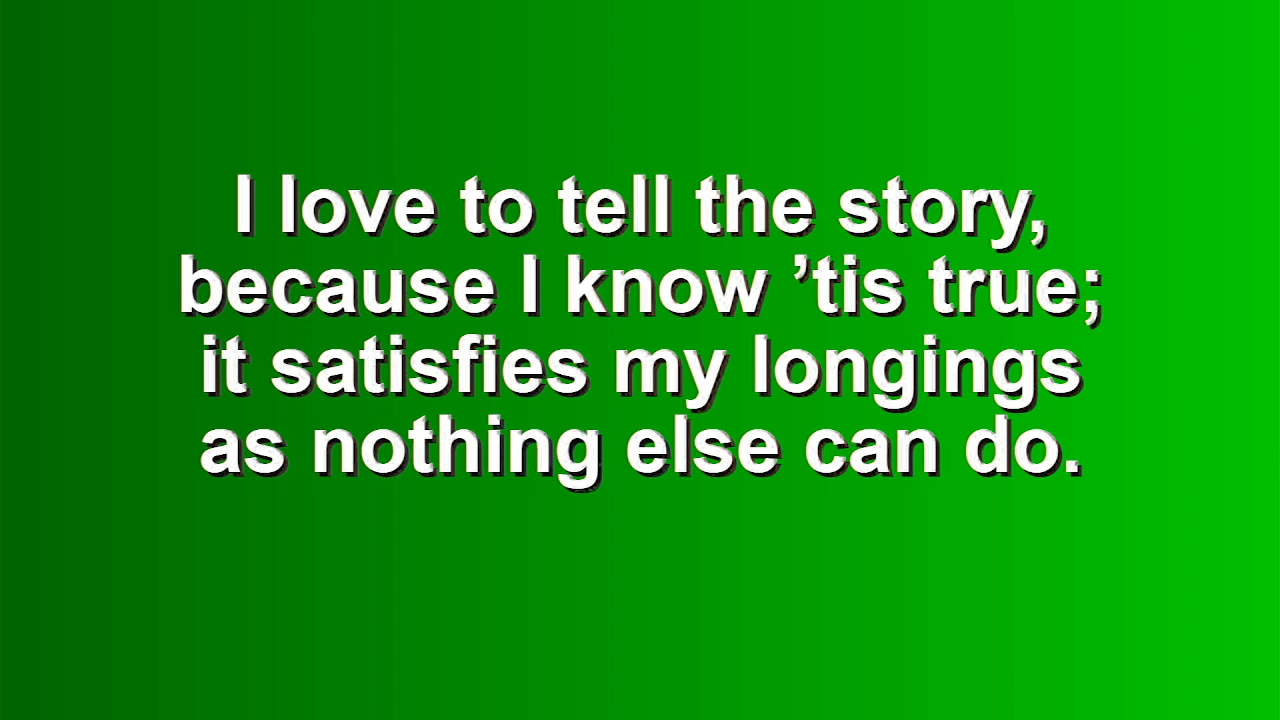 I love to tell the story,
because I know ’tis true;
it satisfies my longings
as nothing else can do.